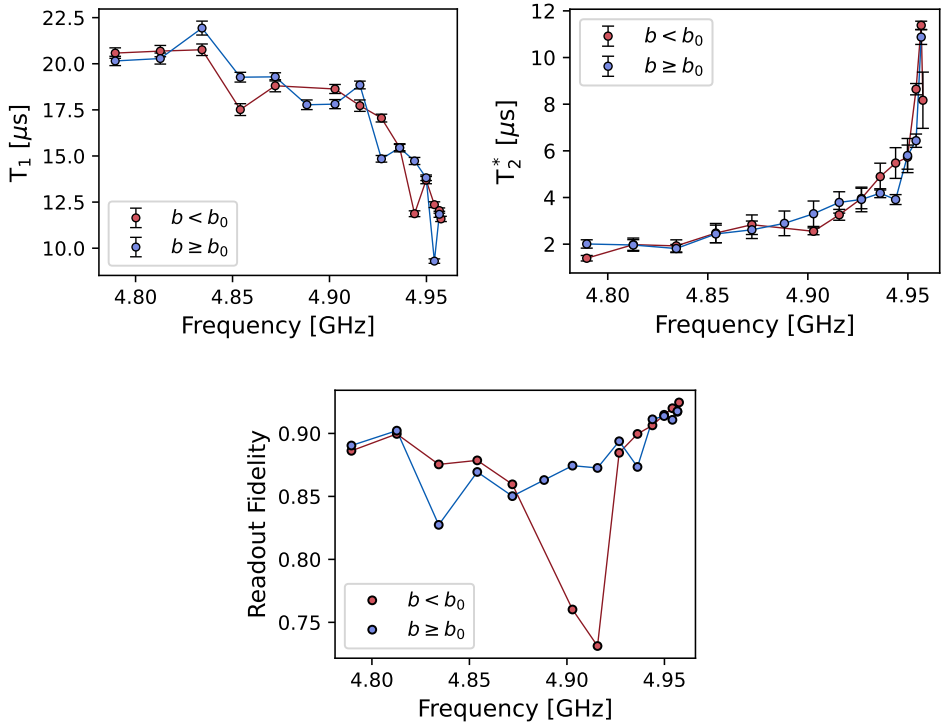 22.5
20.0
17.5
15.0
12.5
10.0
T₁ [μs]
b < b₀
b ≥ b₀
4.80 4.85 4.90 4.95
Frequency [GHz]
12
10
8
6
4
2
T₂* [μs]
b < b₀
b ≥ b₀
4.80 4.85 4.90 4.95
Frequency [GHz]
0.90
0.85
0.80
0.75
Readout Fidelity
b < b₀
b ≥ b₀
4.80 4.85 4.90 4.95
Frequency [GHz]